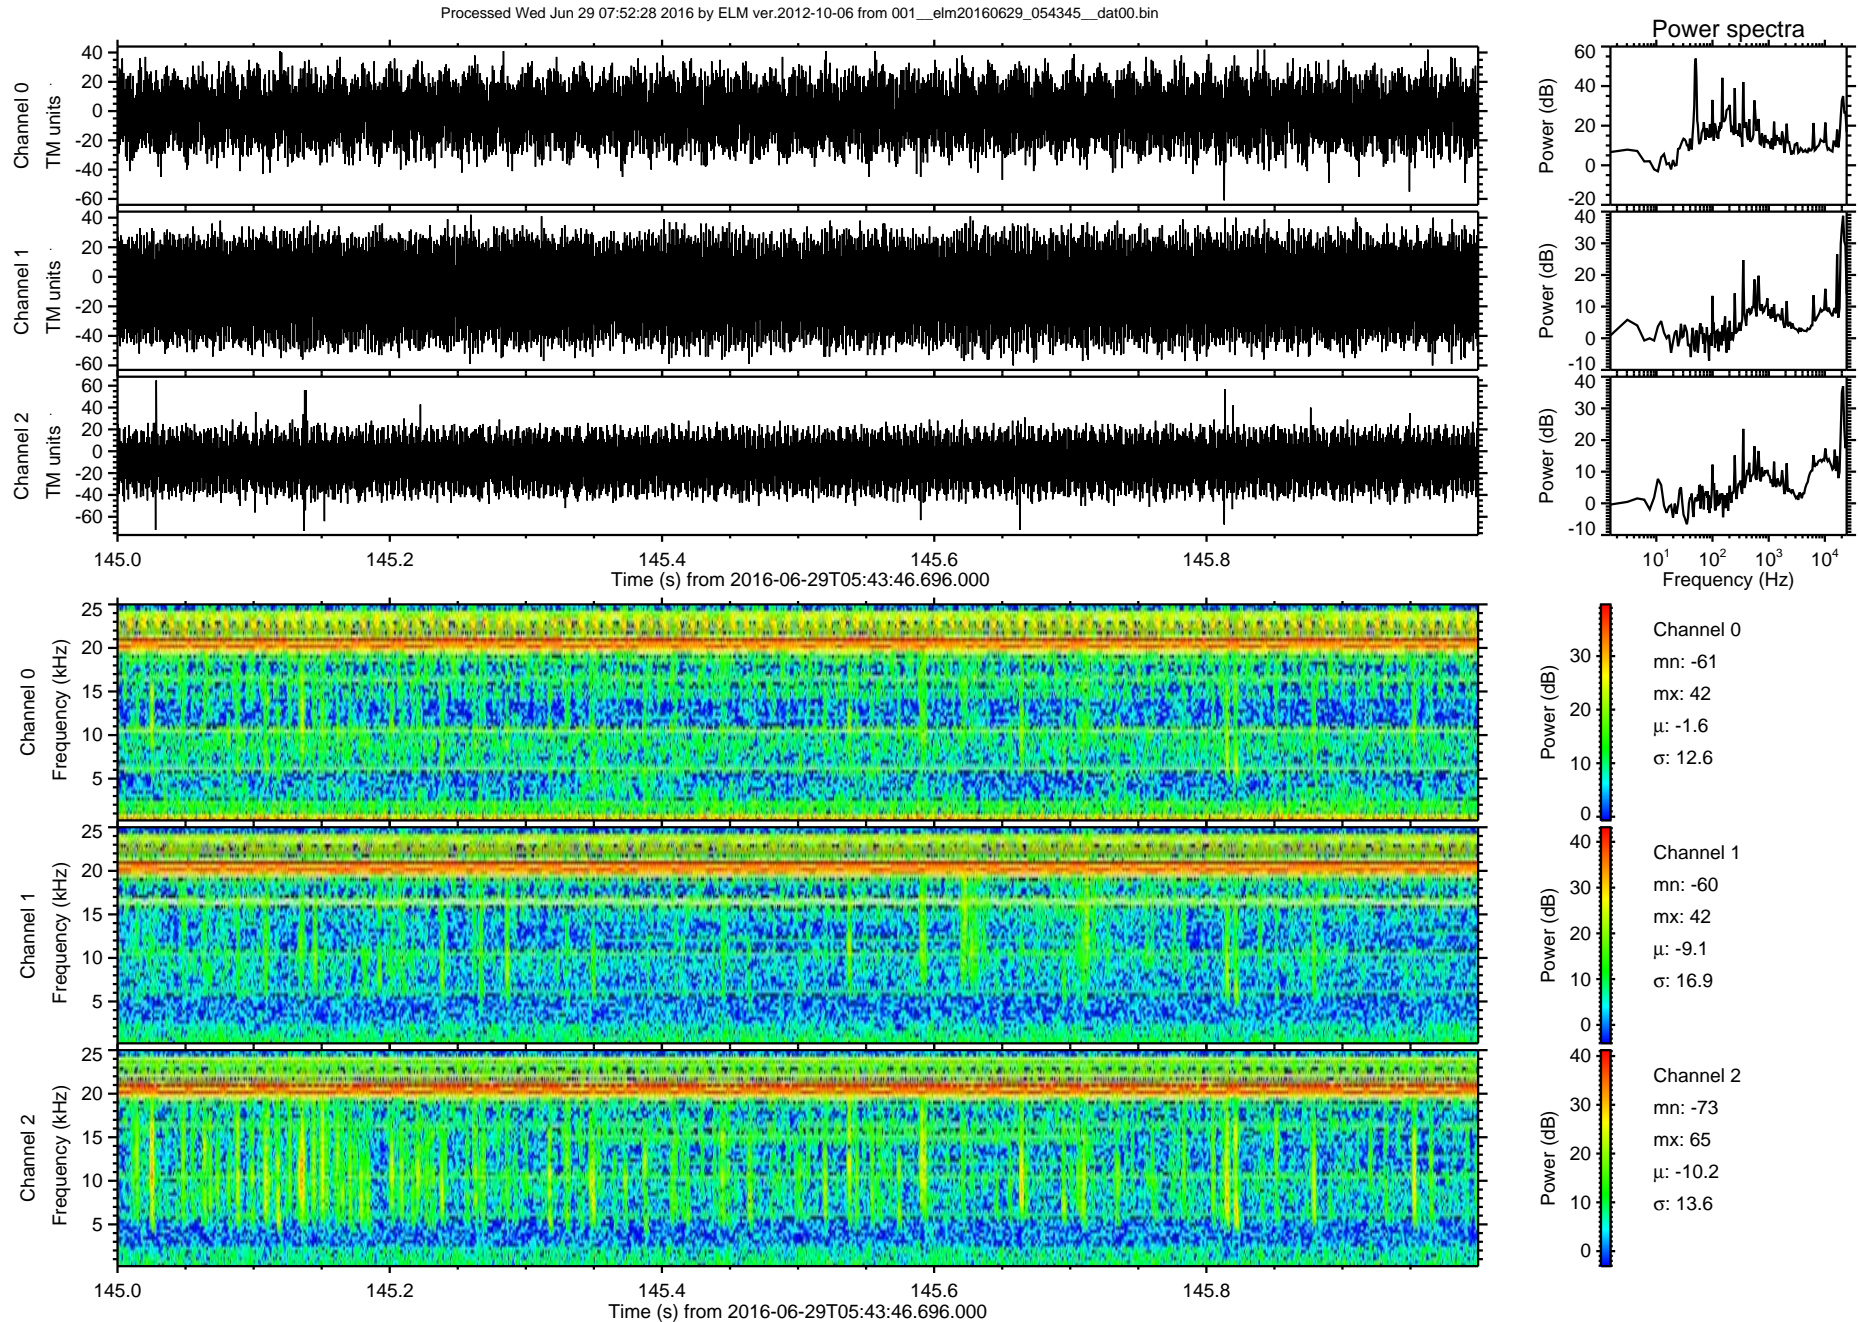 Processed Wed Jun 29 07:52:28 2016 by ELM ver.2012-10-06 from 001__elm20160629_054345__dat00.bin
Power spectra
Channel 0
TM units
40
20
0
-20
-40
-60
Power (dB)
60
40
20
0
-20
Channel 1
TM units
40
20
0
-20
-40
-60
Power (dB)
40
30
20
10
0
-10
Channel 2
TM units
60
40
20
0
-20
-40
-60
Power (dB)
40
30
20
10
0
-10
145.0 145.2 145.4 145.6 145.8
Time (s) from 2016-06-29T05:43:46.696.000
10¹ 10² 10³ 10⁴
Frequency (Hz)
Channel 0
Frequency (kHz)
25
20
15
10
5
Power (dB)
30
20
10
0
Channel 0
mn: -61
mx: 42
μ: -1.6
σ: 12.6
Channel 1
Frequency (kHz)
25
20
15
10
5
Power (dB)
40
30
20
10
0
Channel 1
mn: -60
mx: 42
μ: -9.1
σ: 16.9
Channel 2
Frequency (kHz)
25
20
15
10
5
Power (dB)
40
30
20
10
0
Channel 2
mn: -73
mx: 65
μ: -10.2
σ: 13.6
145.0 145.2 145.4 145.6 145.8
Time (s) from 2016-06-29T05:43:46.696.000